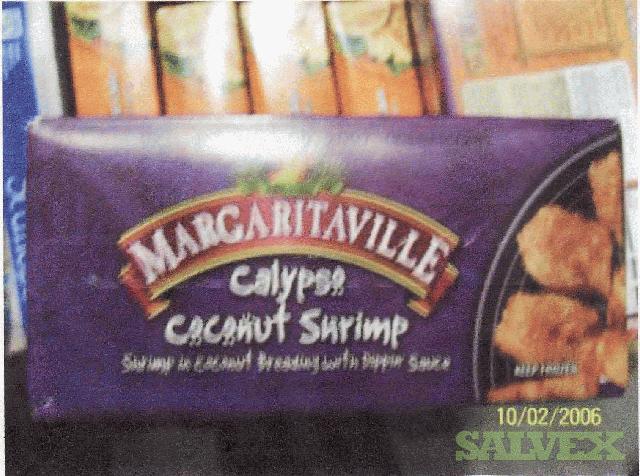 MARGARITAVILLE
Calypso
Coconut Shrimp
Shrimp in Coconut Breading with Dippin' Sauce
KEEP FROZEN
10/02/2006
SALVEX